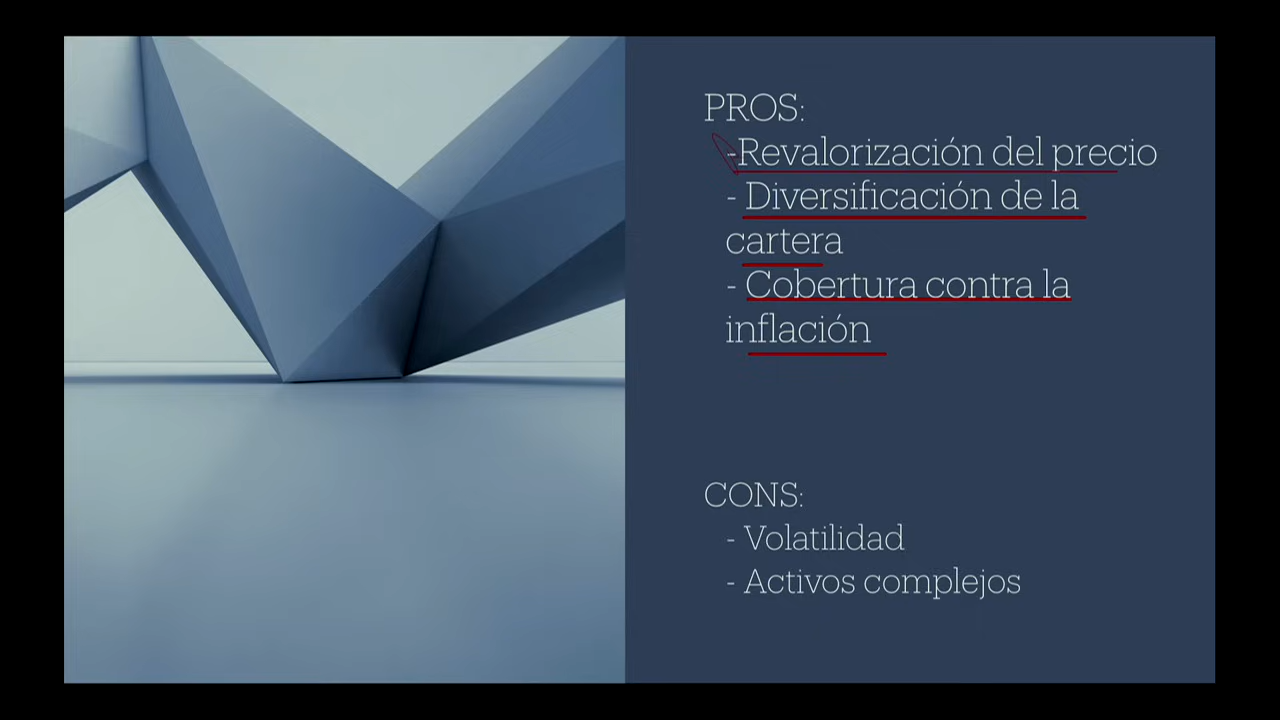 PROS:
-Revalorización del precio
- Diversificación de la
cartera
- Cobertura contra la
inflación
CONS:
- Volatilidad
- Activos complejos